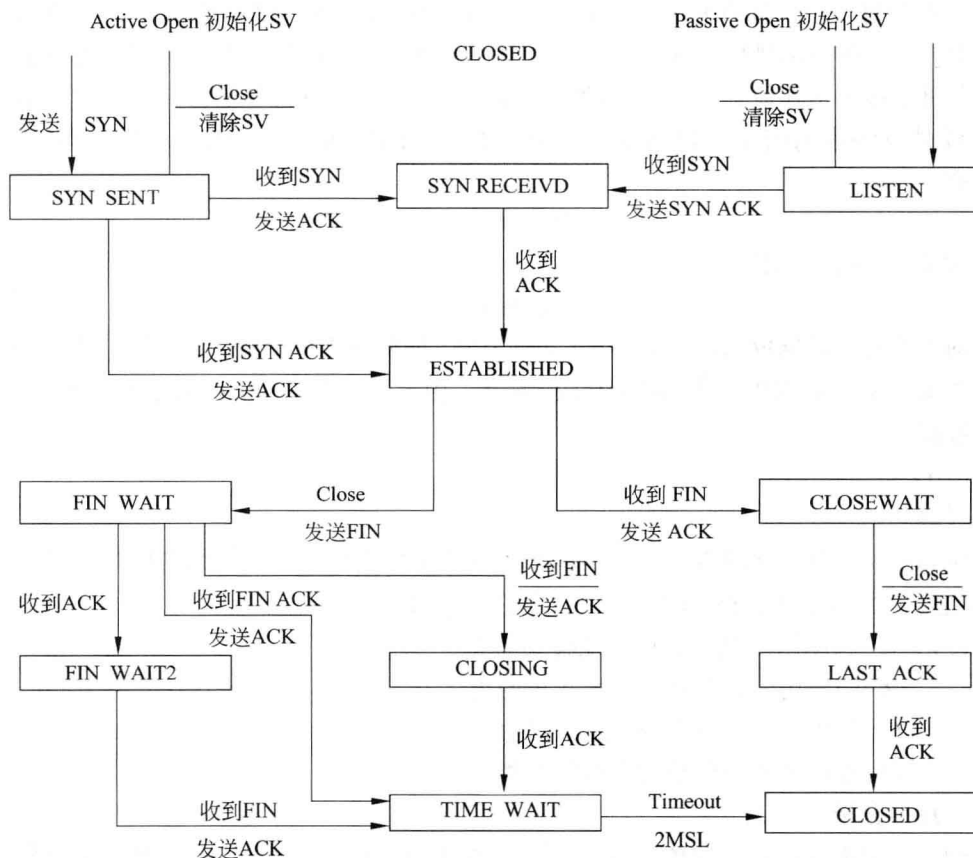 Active Open 初始化SV
Passive Open 初始化SV
CLOSED
发送 SYN
Close
清除SV
Close
清除SV
SYN SENT
收到SYN
发送ACK
SYN RECEIVD
收到SYN
发送SYN ACK
LISTEN
收到
ACK
收到SYN ACK
发送ACK
ESTABLISHED
FIN WAIT
Close
发送FIN
收到 FIN
发送 ACK
CLOSEWAIT
收到ACK
收到FIN ACK
发送ACK
收到FIN
发送ACK
Close
发送FIN
FIN WAIT2
CLOSING
LAST ACK
收到ACK
收到
ACK
收到FIN
发送ACK
TIME WAIT
Timeout
2MSL
CLOSED